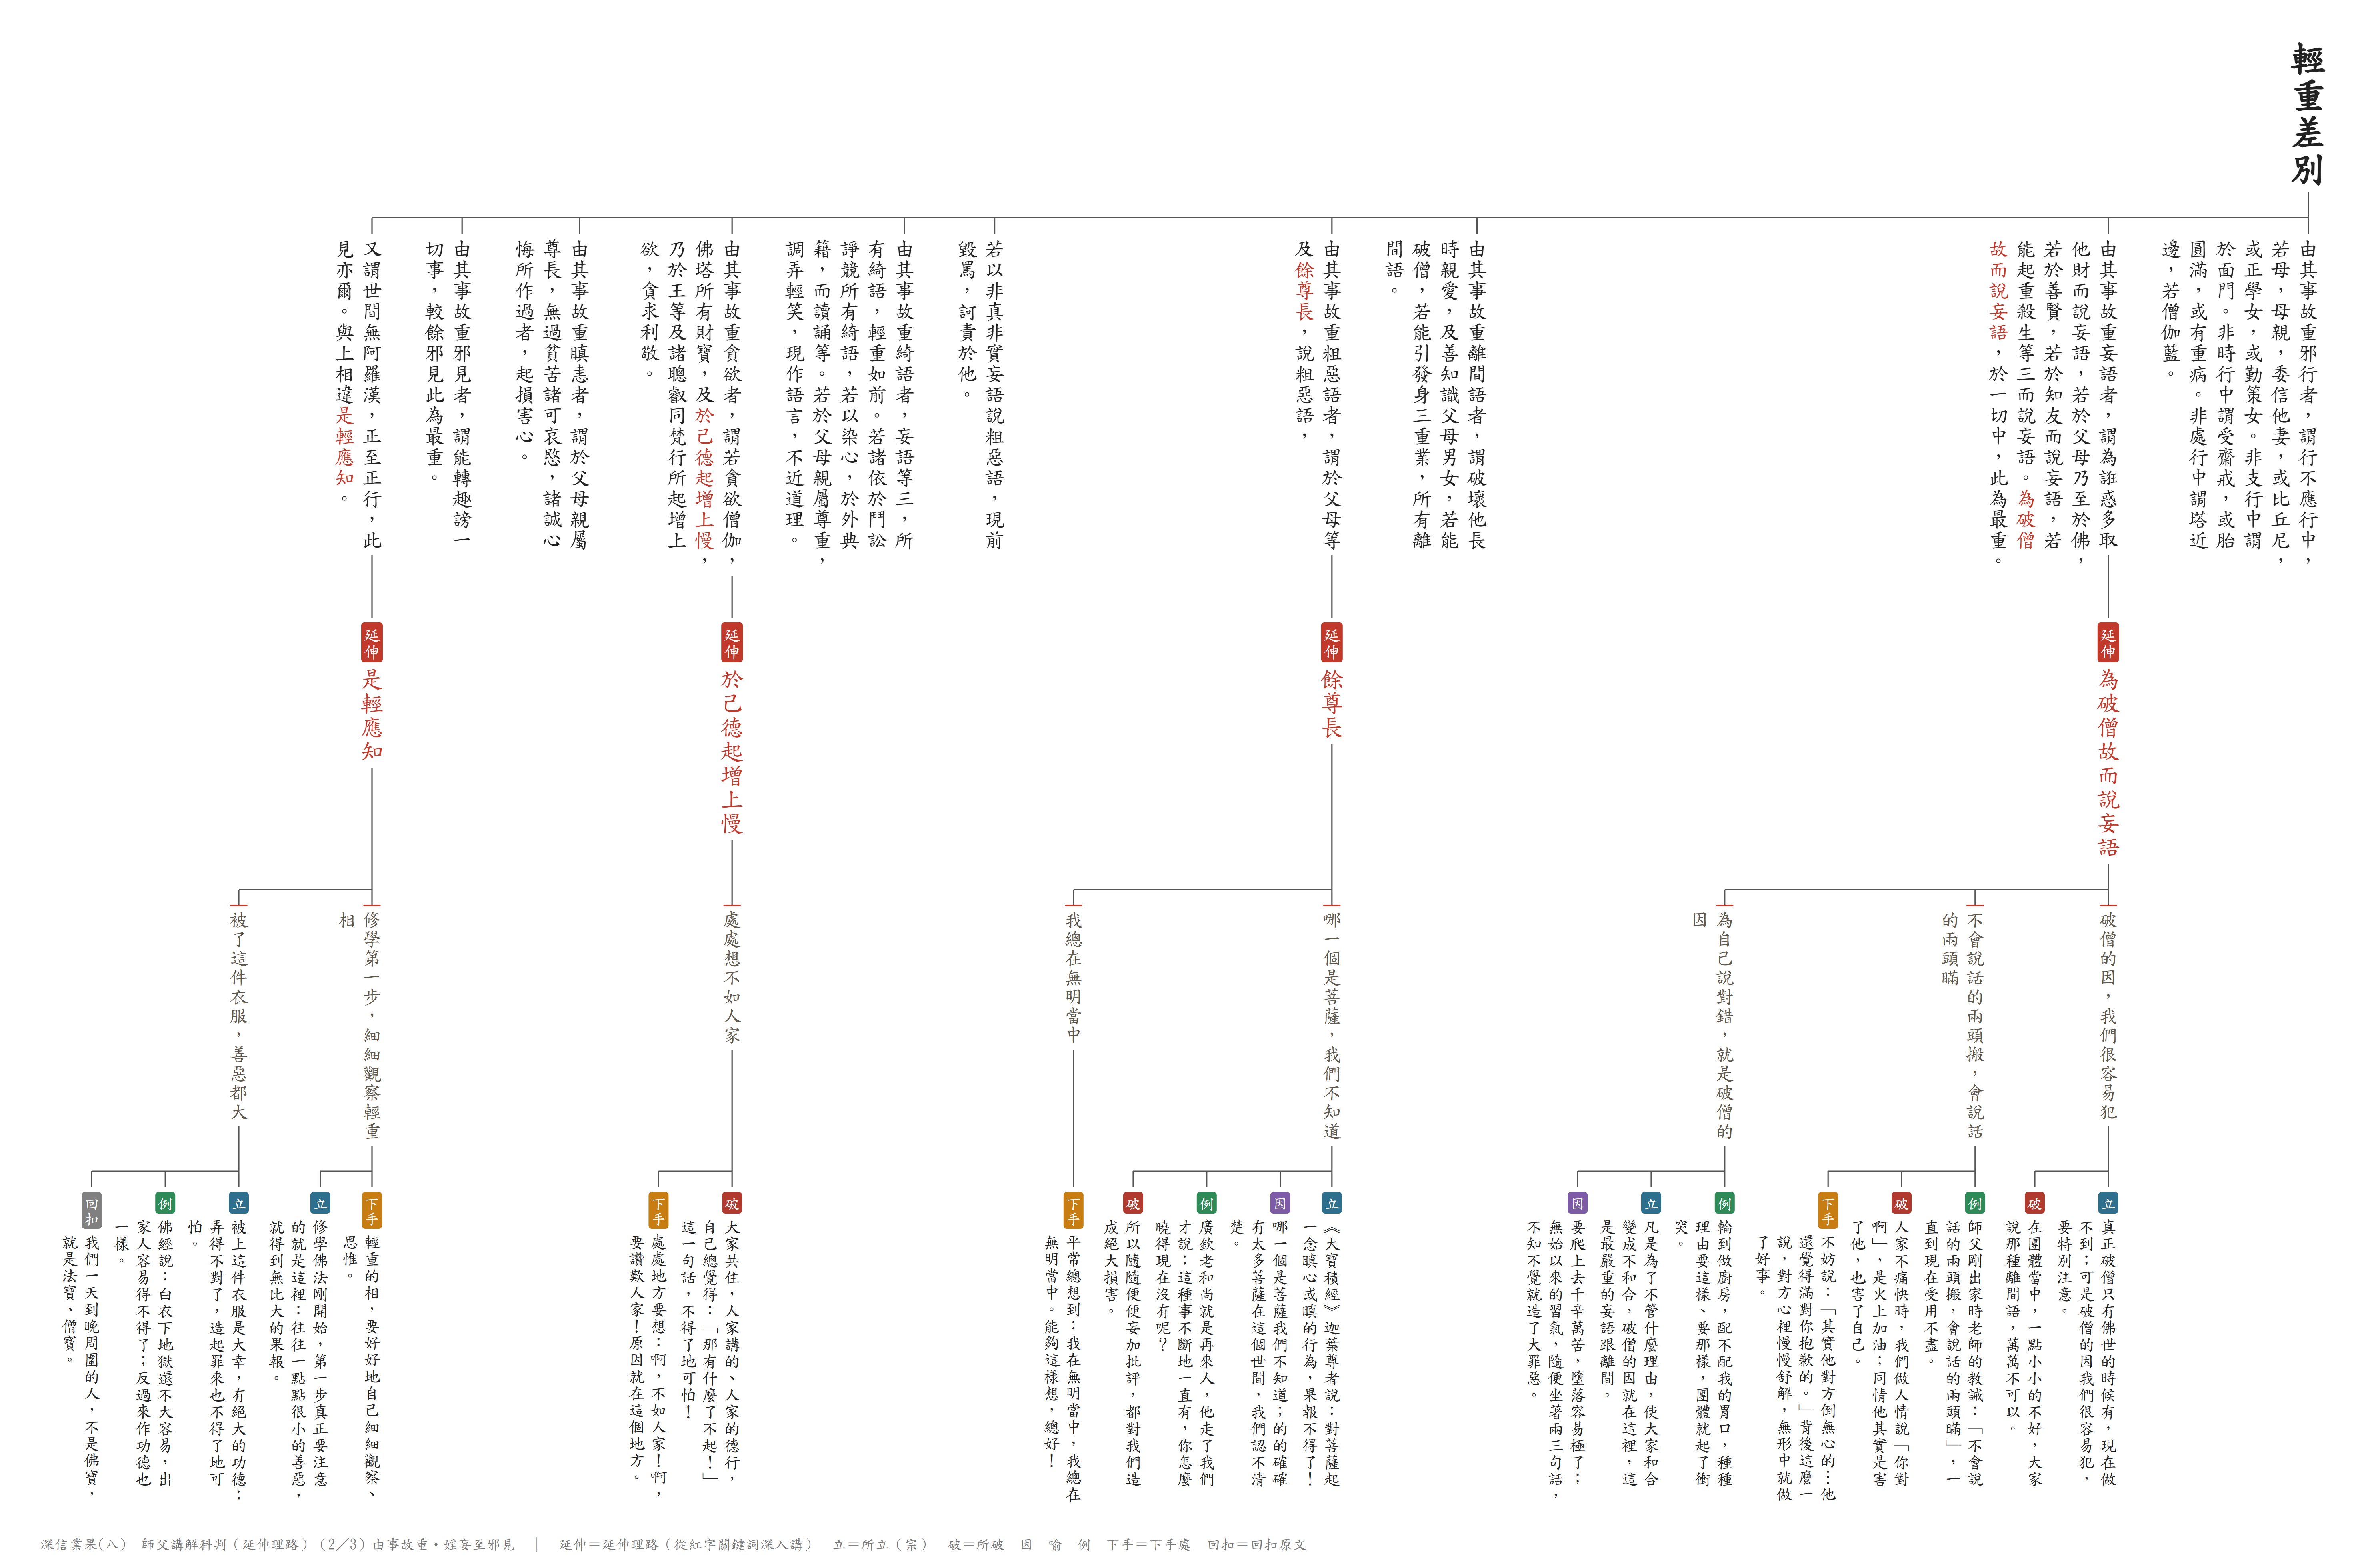 輕重差別
由其事故重邪行者，謂行不應行中，
若母，母親，委信他妻，或比丘尼，
或正學女，或勤策女。非支行中謂
於面門。非時行中謂受齋戒，或胎
圓滿，或有重病。非處行中謂塔近
邊，若僧伽藍。
由其事故重妄語者，謂為誑惑多取
他財而說妄語，若於父母乃至於佛，
若於善賢，若於知友而說妄語，若
能起重殺生等三而說妄語。為破僧
故而說妄語，於一切中，此為最重。
延伸
為破僧故而說妄語
破僧的因，我們很容易犯
立
真正破僧只有佛世的時候有，現在做
不到；可是破僧的因我們很容易犯，
要特別注意。
破
在團體當中，一點小小的不好，大家
說那種離間語，萬萬不可以。
不會說話的兩頭搬，會說話
的兩頭瞞
例
師父剛出家時老師的教誡：「不會說
話的兩頭搬，會說話的兩頭瞞」，一
直到現在受用不盡。
破
人家不痛快時，我們做人情說「你對
啊」，是火上加油；同情他其實是害
了他，也害了自己。
下手
不妨說：「其實他對方倒無心的…他
還覺得滿對你抱歉的。」背後這麼一
說，對方心裡慢慢舒解，無形中就做
了好事。
為自己說對錯，就是破僧的
因
例
輪到做廚房，配不配我的胃口，種種
理由要這樣、要那樣，團體就起了衝
突。
立
凡是為了不管什麼理由，使大家和合
變成不和合，破僧的因就在這裡，這
是最嚴重的妄語跟離間。
因
要爬上去千辛萬苦，墮落容易極了；
無始以來的習氣，隨便坐著兩三句話，
不知不覺就造了大罪惡。
由其事故重離間語者，謂破壞他長
時親愛，及善知識父母男女，若能
破僧，若能引發身三重業，所有離
間語。
由其事故重粗惡語者，謂於父母等
及餘尊長，說粗惡語，
延伸
餘尊長
哪一個是菩薩，我們不知道
立
《大寶積經》迦葉尊者說：對菩薩起
一念瞋心或瞋的行為，果報不得了！
因
哪一個是菩薩我們不知道；的的確確
有太多菩薩在這個世間，我們認不清
楚。
例
廣欽老和尚就是再來人，他走了我們
才說；這種事不斷地一直有，你怎麼
曉得現在沒有呢？
破
所以隨隨便便妄加批評，都對我們造
成絕大損害。
我總在無明當中
下手
平常總想到：我在無明當中，我總在
無明當中。能夠這樣想，總好！
若以非真非實妄語說粗惡語，現前
毀罵，訶責於他。
由其事故重綺語者，妄語等三，所
有綺語，輕重如前。若諸依於鬥訟
諍競所有綺語，若以染心，於外典
籍，而讀誦等。若於父母親屬尊重，
調弄輕笑，現作語言，不近道理。
由其事故重貪欲者，謂若貪欲僧伽，
佛塔所有財寶，及於己德起增上慢，
乃於王等及諸聰叡同梵行所起增上
欲，貪求利敬。
延伸
於己德起增上慢
處處想不如人家
破
大家共住，人家講的、人家的德行，
自己總覺得：「那有什麼了不起！」
這一句話，不得了地可怕！
下手
處處地方要想：啊，不如人家！啊，
要讚歎人家！原因就在這個地方。
由其事故重瞋恚者，謂於父母親屬
尊長，無過貧苦諸可哀愍，諸誠心
悔所作過者，起損害心。
由其事故重邪見者，謂能轉趣謗一
切事，較餘邪見此為最重。
又謂世間無阿羅漢，正至正行，此
見亦爾。與上相違是輕應知。
延伸
是輕應知
修學第一步，細細觀察輕重
相
下手
輕重的相，要好好地自己細細觀察、
思惟。
立
修學佛法剛開始，第一步真正要注意
的就是這裡：往往一點點很小的善惡，
就得到無比大的果報。
被了這件衣服，善惡都大
立
被上這件衣服是大幸，有絕大的功德；
弄得不對了，造起罪來也不得了地可
怕。
例
佛經說：白衣下地獄還不大容易，出
家人容易得不得了；反過來作功德也
一樣。
回扣
我們一天到晚周圍的人，不是佛寶，
就是法寶、僧寶。
深信業果(八) 師父講解科判（延伸理路）（2／3）由事故重・婬妄至邪見 ｜ 延伸＝延伸理路（從紅字關鍵詞深入講） 立＝所立（宗） 破＝所破 因 喻 例 下手＝下手處 回扣＝回扣原文